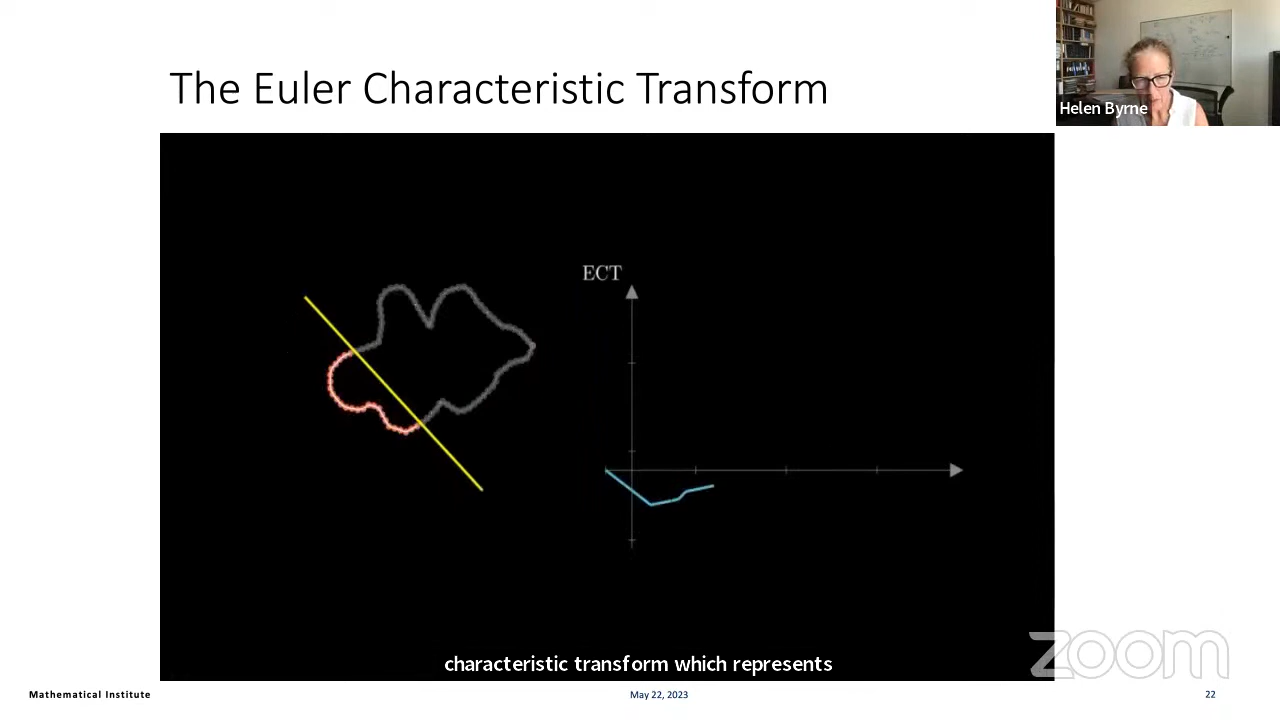 The Euler Characteristic Transform
Helen Byrne
ECT
characteristic transform which represents
zoom
Mathematical Institute
May 22, 2023
22